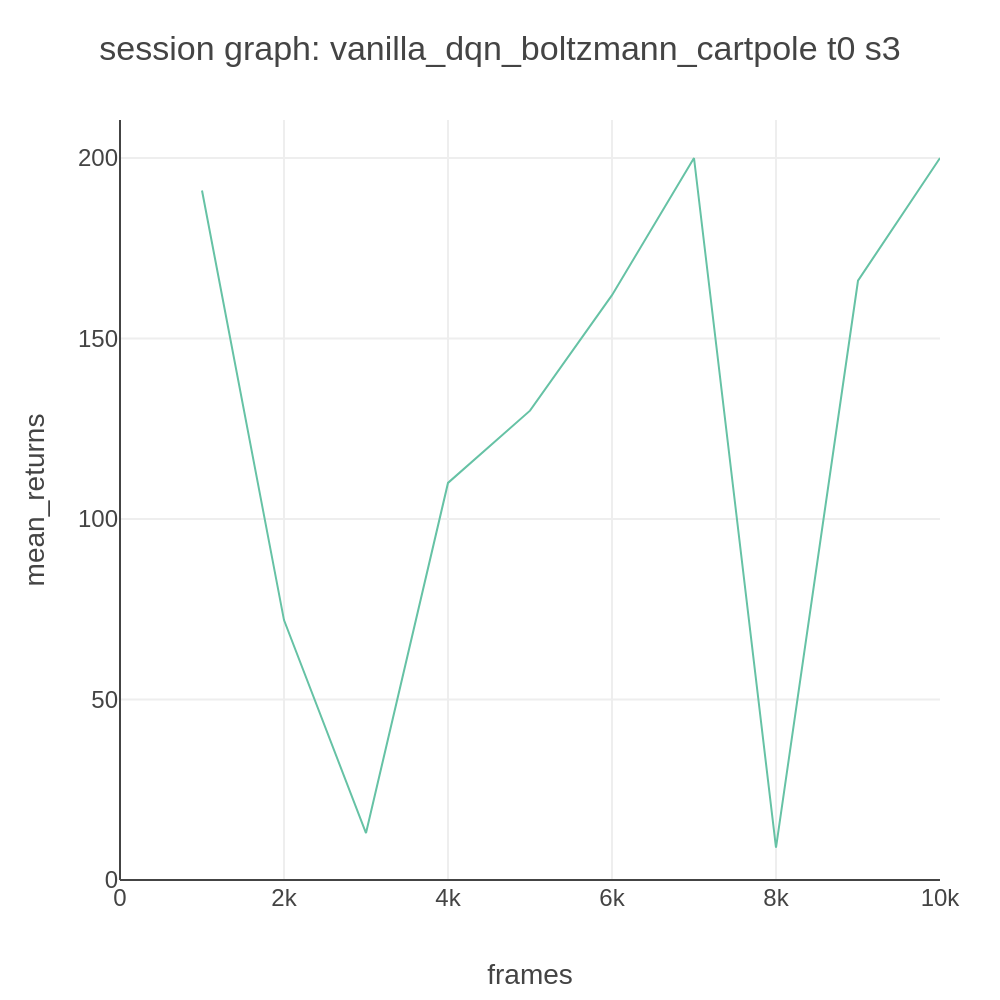 session graph: vanilla_dqn_boltzmann_cartpole t0 s3
200
150
100
50
0
mean_returns
0 2k 4k 6k 8k 10k
frames